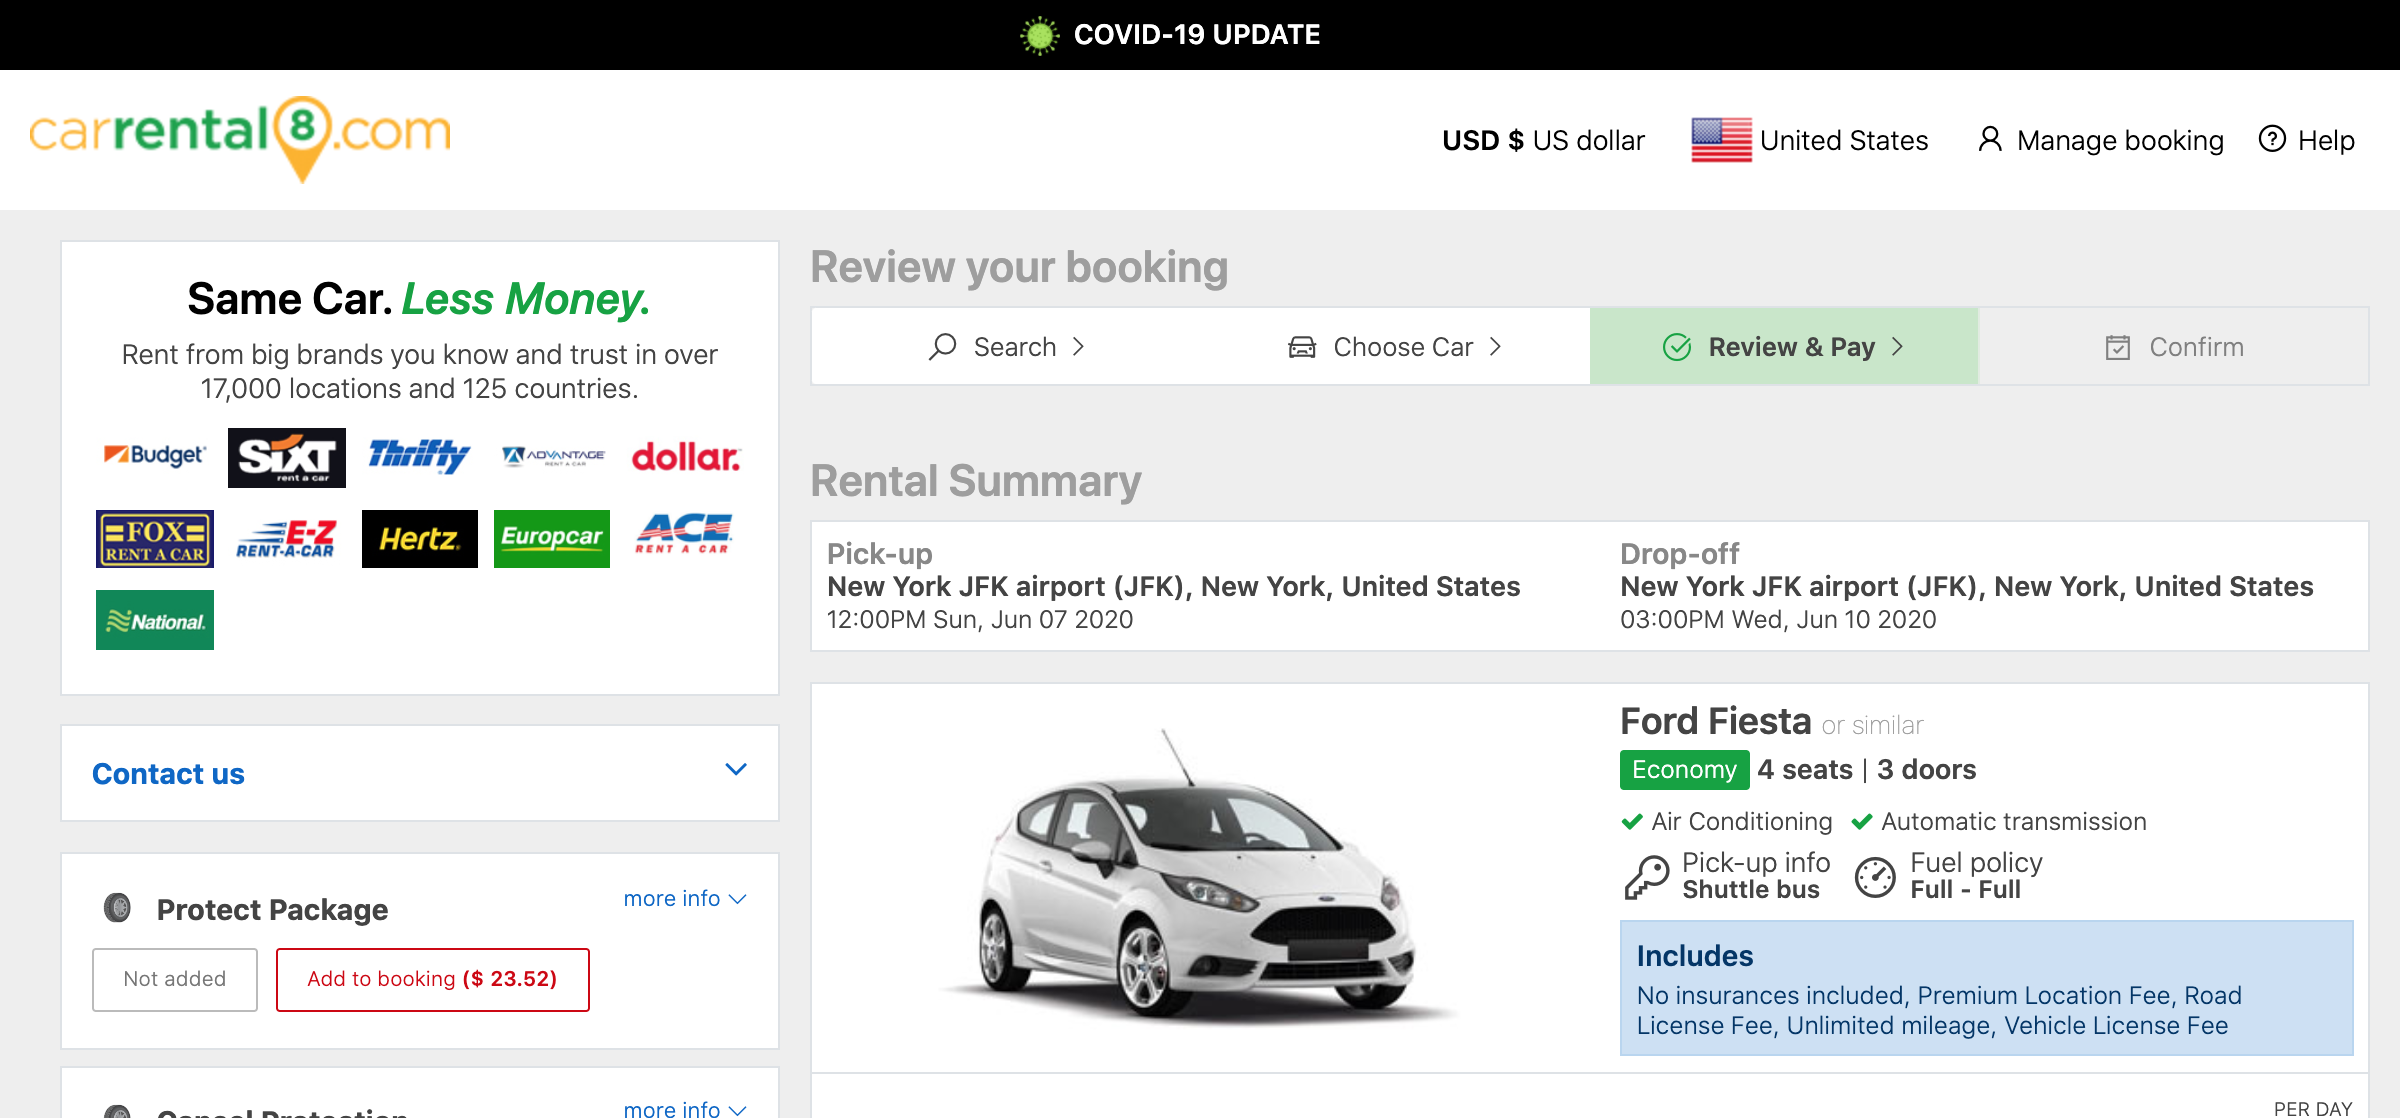 COVID-19 UPDATE
carrental8.com
USD $ US dollar
United States
Manage booking
Help
Same Car. Less Money.
Rent from big brands you know and trust in over
17,000 locations and 125 countries.
Budget
SiXT
rent a car
Thrifty
ADVANTAGE
RENT A CAR
dollar.
FOX
RENT A CAR
E-Z
RENT-A-CAR
Hertz.
Europcar
ACE
RENT A CAR
National.
Contact us
Protect Package
more info
Not added
Add to booking ($ 23.52)
Cancel Protection
more info
Review your booking
Search
Choose Car
Review & Pay
Confirm
Rental Summary
Pick-up
New York JFK airport (JFK), New York, United States
12:00PM Sun, Jun 07 2020
Drop-off
New York JFK airport (JFK), New York, United States
03:00PM Wed, Jun 10 2020
Ford Fiesta or similar
Economy 4 seats | 3 doors
Air Conditioning
Automatic transmission
Pick-up info
Shuttle bus
Fuel policy
Full - Full
Includes
No insurances included, Premium Location Fee, Road
License Fee, Unlimited mileage, Vehicle License Fee
PER DAY